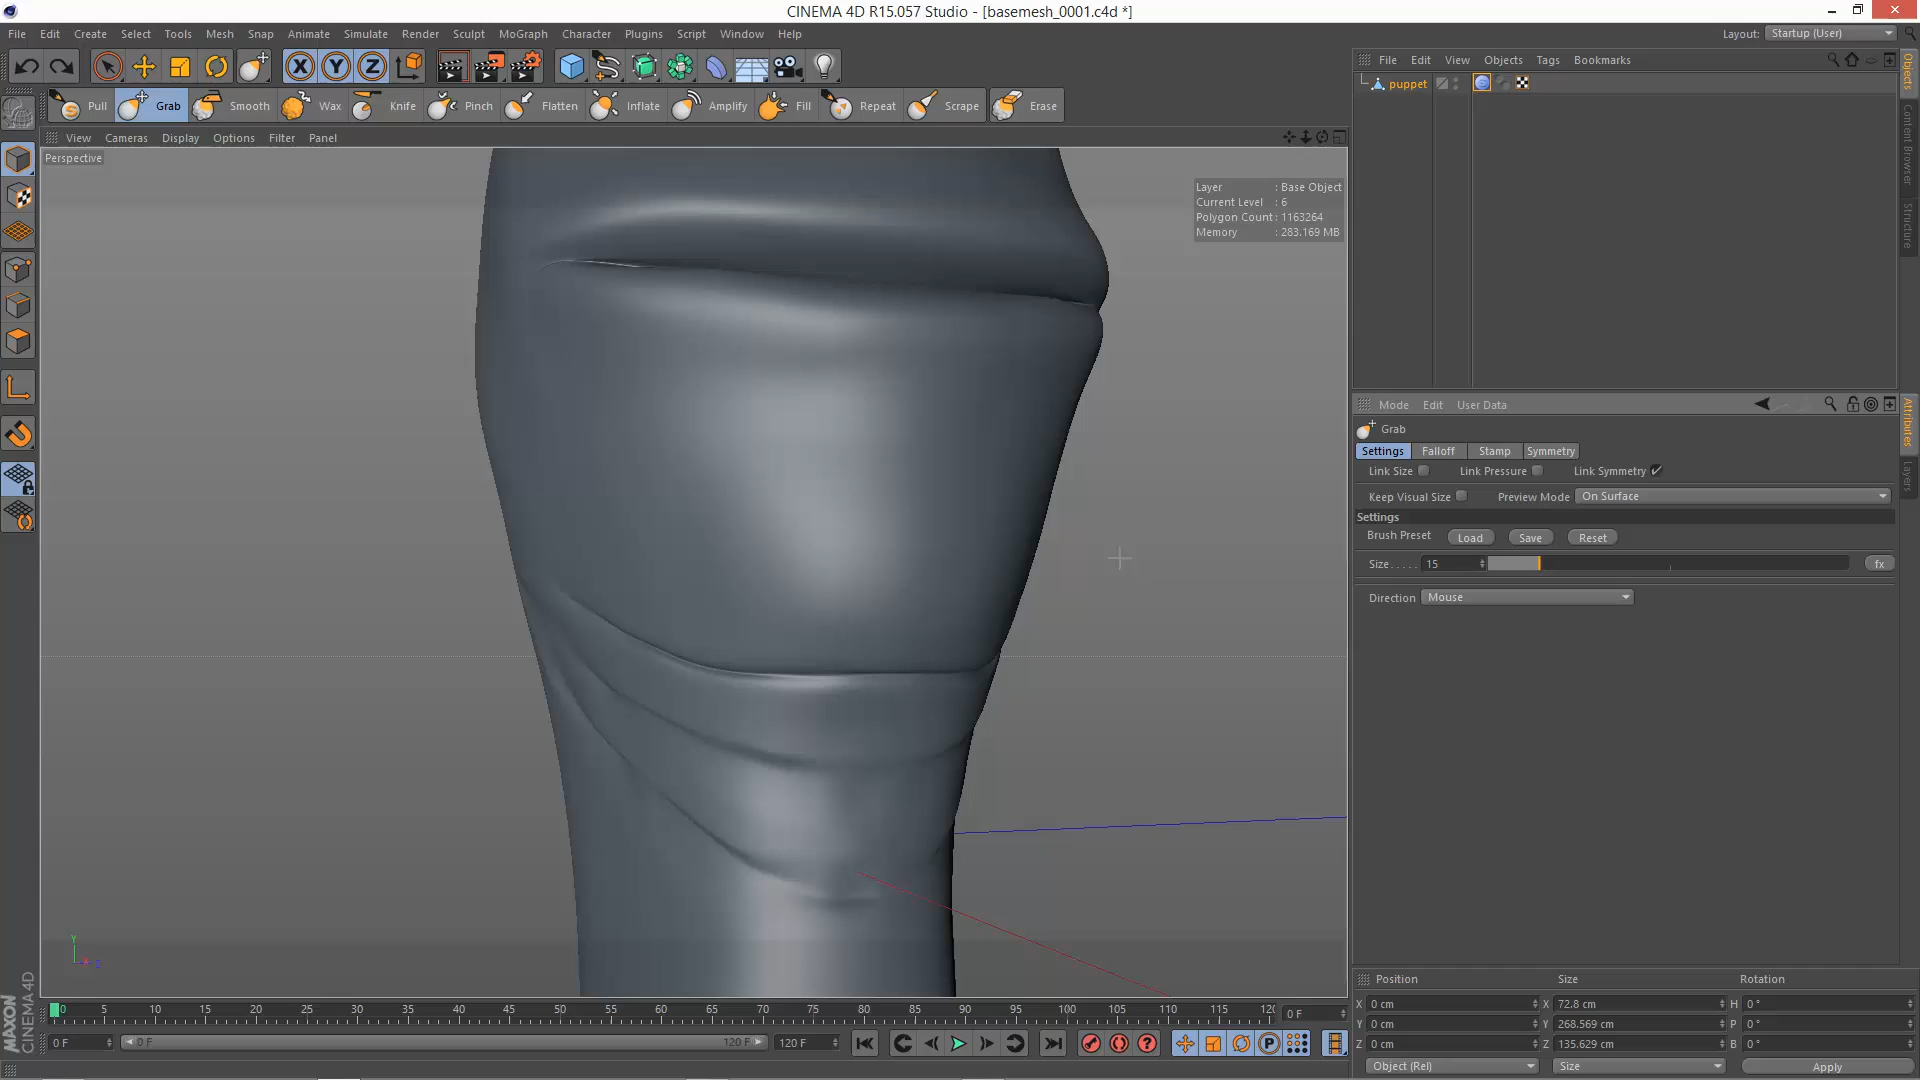 CINEMA 4D R15.057 Studio - [basemesh_0001.c4d *]
File Edit Create Select Tools Mesh Snap Animate Simulate Render Sculpt MoGraph Character Plugins Script Window Help
Layout: Startup (User)
X Y Z
File Edit View Objects Tags Bookmarks
puppet
Pull Grab Smooth Wax Knife Pinch Flatten Inflate Amplify Fill Repeat Scrape Erase
View Cameras Display Options Filter Panel
Perspective
Layer : Base Object
Current Level : 6
Polygon Count : 1163264
Memory : 283.169 MB
Objects
Content Browser
Structure
Mode Edit User Data
Grab
Settings Falloff Stamp Symmetry
Link Size Link Pressure Link Symmetry
Keep Visual Size Preview Mode On Surface
Settings
Brush Preset Load Save Reset
Size..... 15 fx
Direction Mouse
Attributes
Layers
Y
MAXON
CINEMA 4D
0 5 10 15 20 25 30 35 40 45 50 55 60 65 70 75 80 85 90 95 100 105 110 115 0 F
0 F 0 F 120 F 120 F
P
Position Size Rotation
X 0 cm X 72.8 cm H 0 °
Y 0 cm Y 268.569 cm P 0 °
Z 0 cm Z 135.629 cm B 0 °
Object (Rel) Size Apply